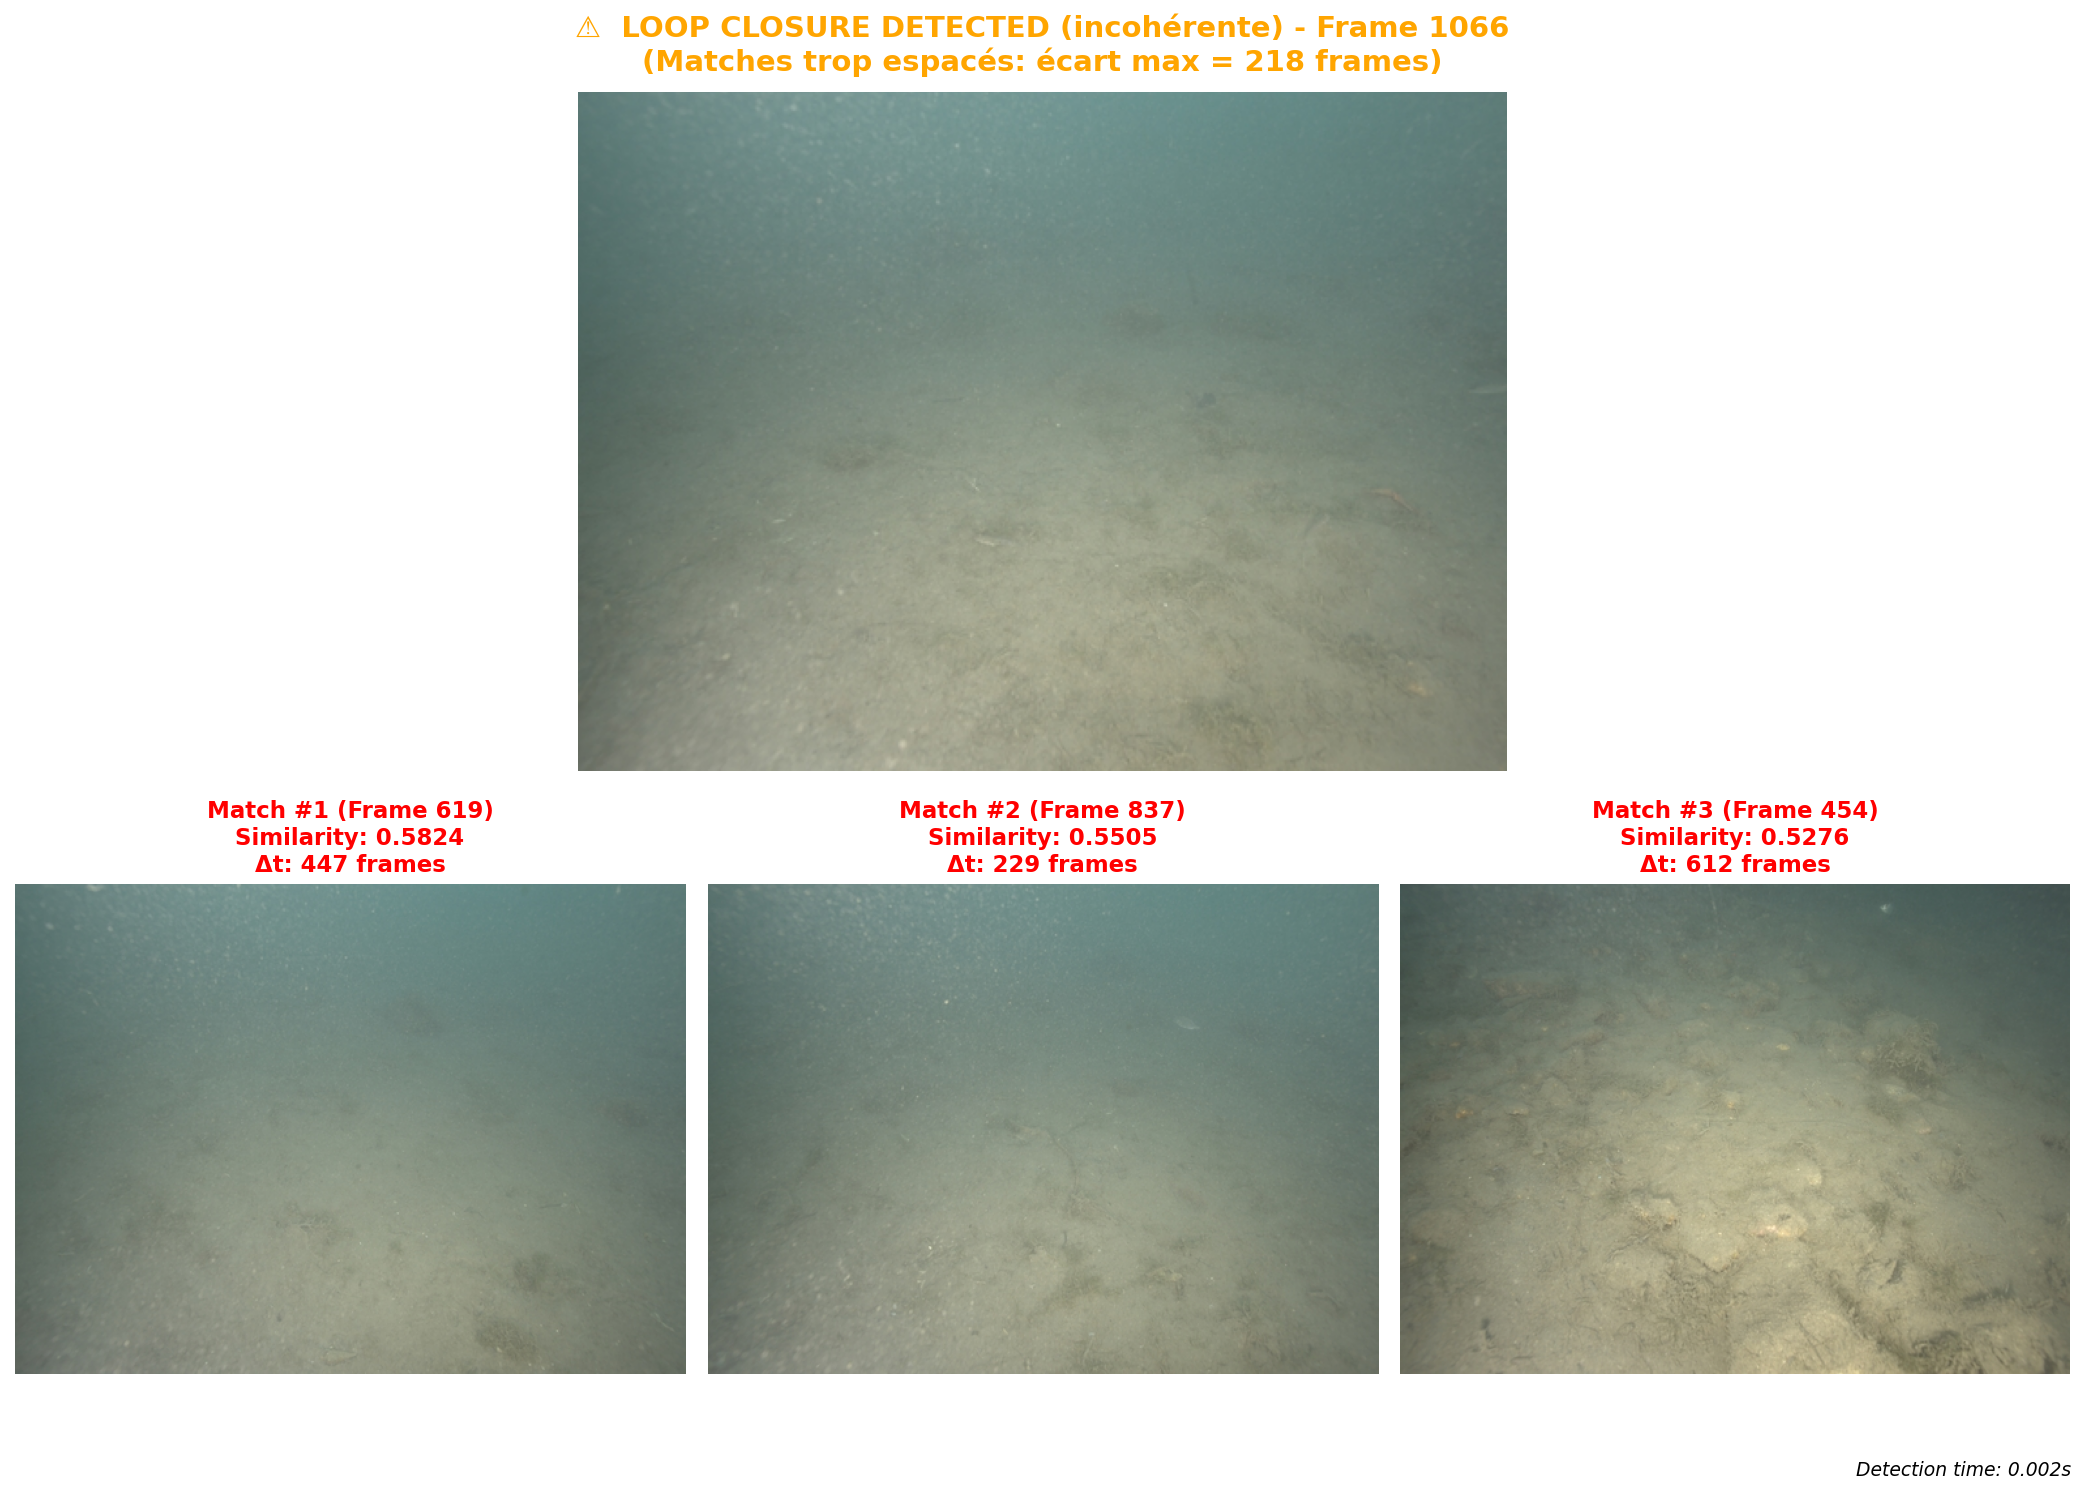 ⚠ LOOP CLOSURE DETECTED (incohérente) - Frame 1066
(Matches trop espacés: écart max = 218 frames)
Match #1 (Frame 619)
Similarity: 0.5824
Δt: 447 frames
Match #2 (Frame 837)
Similarity: 0.5505
Δt: 229 frames
Match #3 (Frame 454)
Similarity: 0.5276
Δt: 612 frames
Detection time: 0.002s